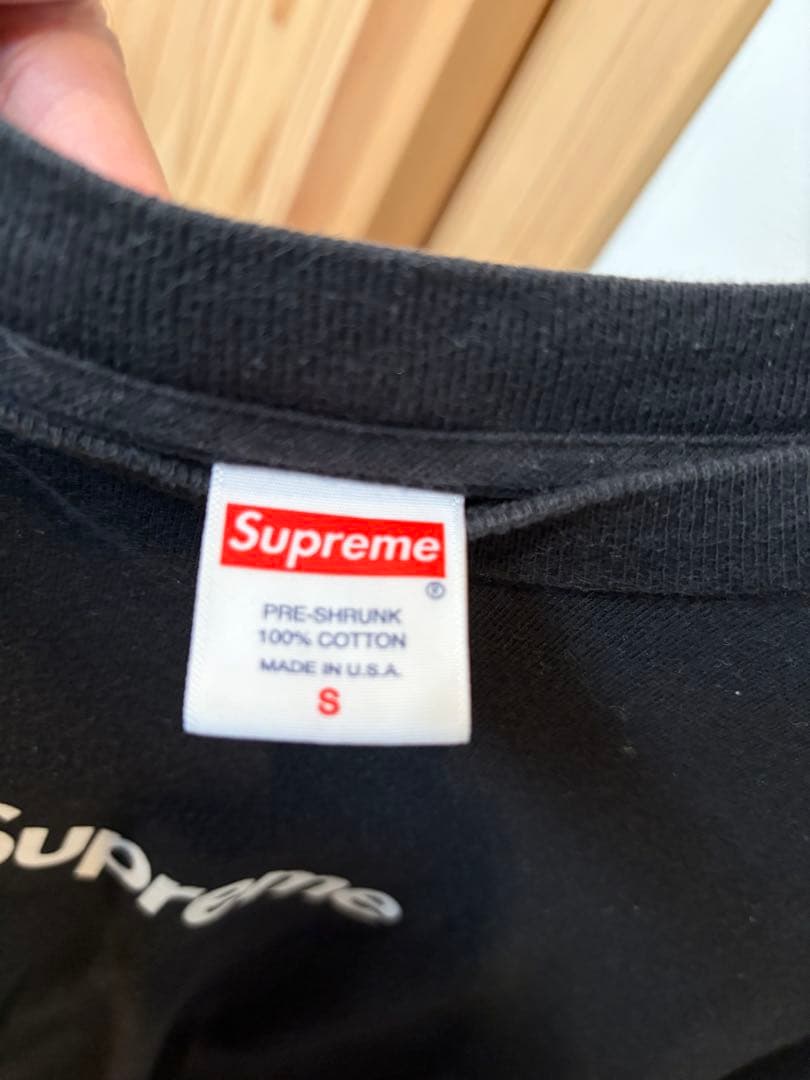 Supreme
®
PRE-SHRUNK
100% COTTON
MADE IN U.S.A.
S
Supreme